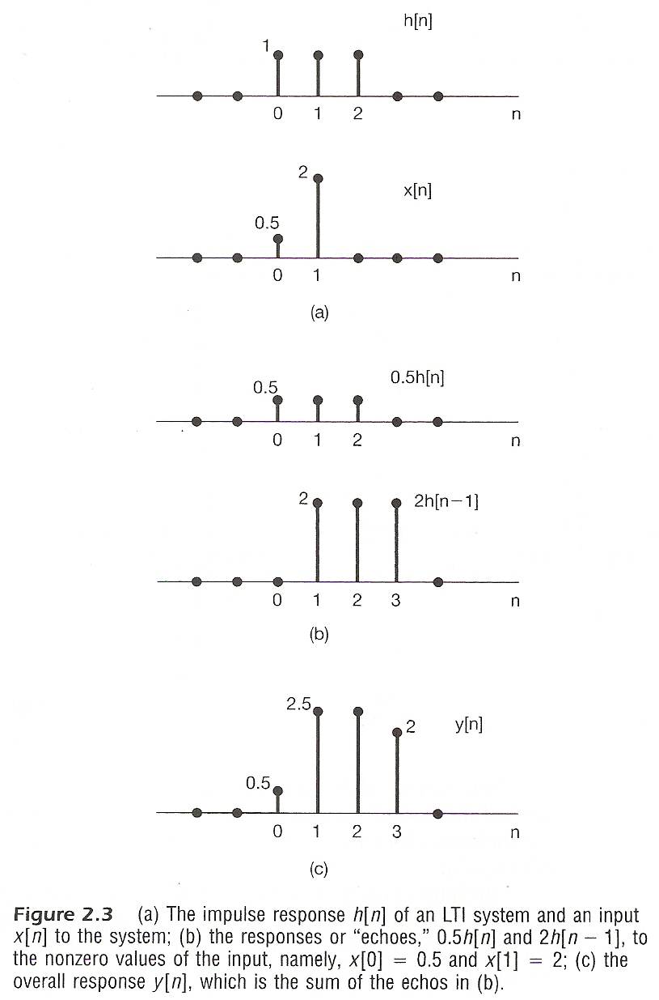 h[n]
1
0 1 2 n
2
x[n]
0.5
0 1 n
(a)
0.5h[n]
0.5
0 1 2 n
2 2h[n−1]
0 1 2 3 n
(b)
2.5
2 y[n]
0.5
0 1 2 3 n
(c)
Figure 2.3 (a) The impulse response h[n] of an LTI system and an input
x[n] to the system; (b) the responses or “echoes,” 0.5h[n] and 2h[n − 1], to
the nonzero values of the input, namely, x[0] = 0.5 and x[1] = 2; (c) the
overall response y[n], which is the sum of the echos in (b).